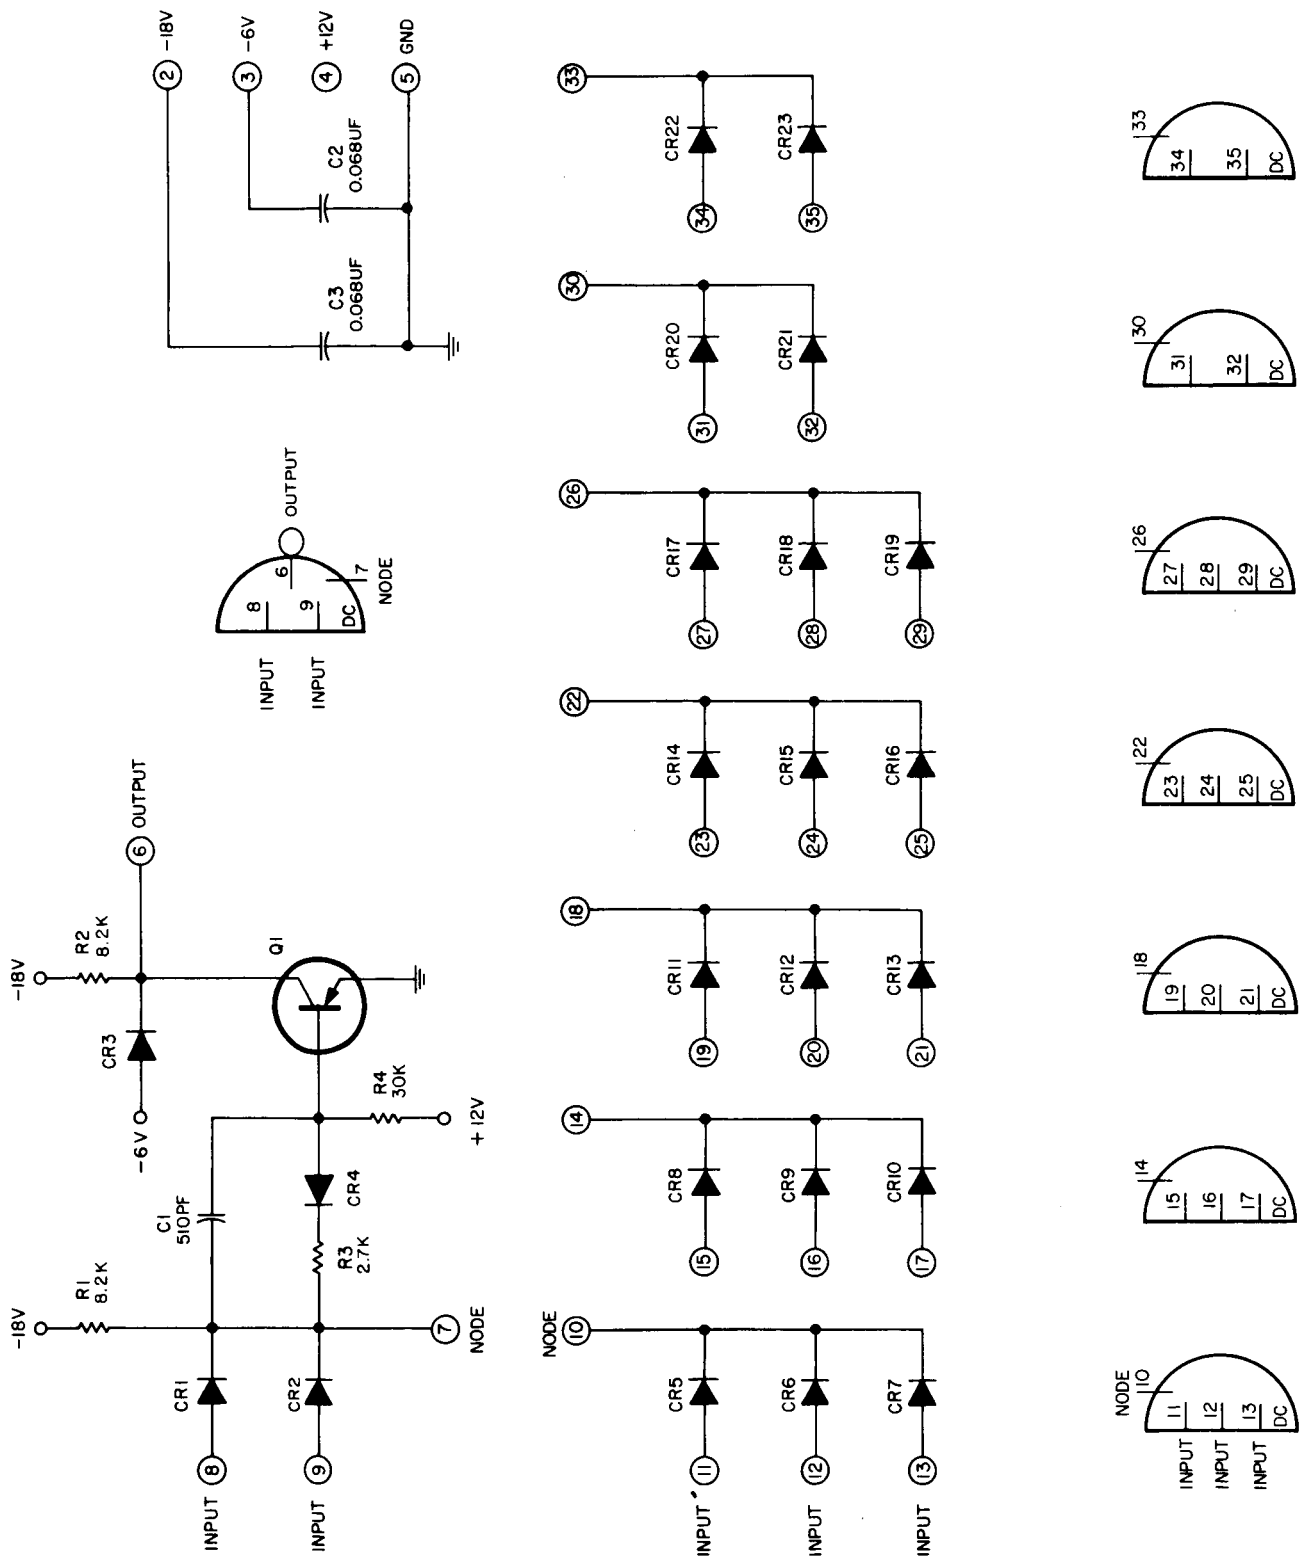 -18V
R1
8.2K
C1
510PF
-6V
CR3
-18V
R2
8.2K
6 OUTPUT
INPUT 8
CR1
INPUT 9
CR2
R3
2.7K
CR4
R4
30K
+12V
Q1
7
NODE
INPUT
8
INPUT
9
DC
6
OUTPUT
7
NODE
2 -18V
3 -6V
4 +12V
5 GND
C3
0.068UF
C2
0.068UF
NODE
10
CR5
INPUT 11
CR6
INPUT 12
CR7
INPUT 13
14
CR8
15
CR9
16
CR10
17
18
CR11
19
CR12
20
CR13
21
22
CR14
23
CR15
24
CR16
25
26
CR17
27
CR18
28
CR19
29
30
CR20
31
CR21
32
33
CR22
34
CR23
35
NODE
10
INPUT 11
INPUT 12
INPUT 13
DC
14
15
16
17
DC
18
19
20
21
DC
22
23
24
25
DC
26
27
28
29
DC
30
31
32
DC
33
34
35
DC